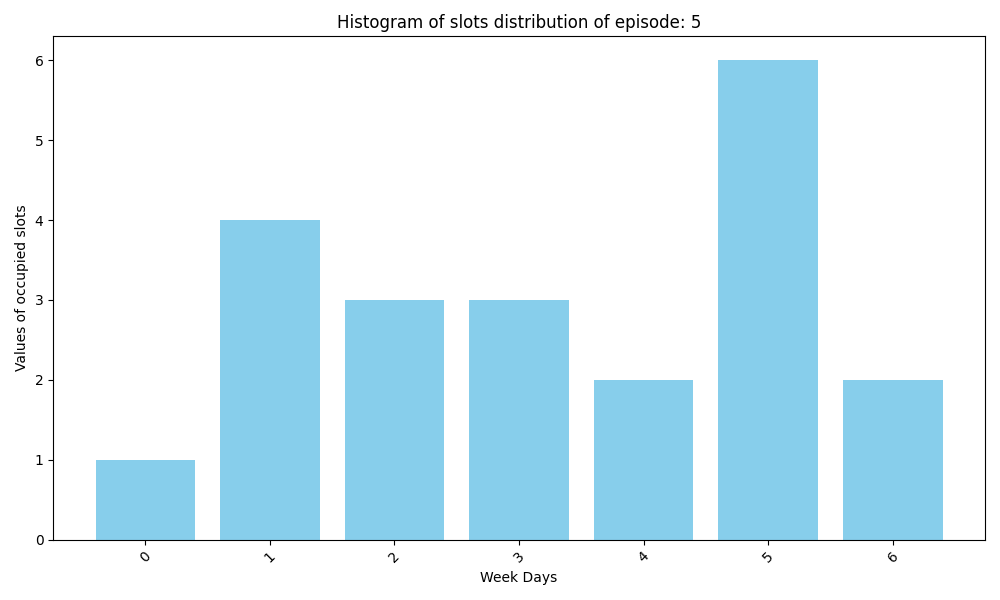 Histogram of slots distribution of episode: 5
Values of occupied slots
6
5
4
3
2
1
0
0 1 2 3 4 5 6
Week Days